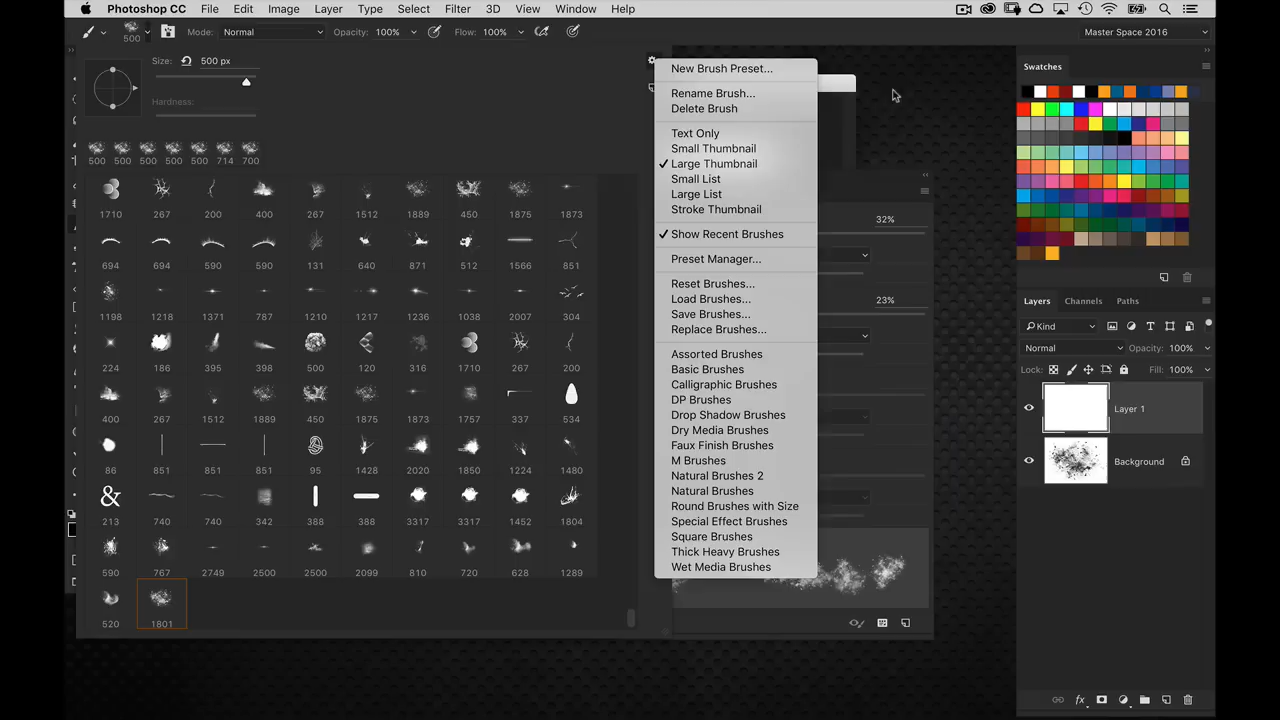 Photoshop CC File Edit Image Layer Type Select Filter 3D View Window Help
500 Mode: Normal Opacity: 100% Flow: 100% Master Space 2016
Size: 500 px
Hardness:
500 500 500 500 500 714 700
1710 267 200 400 267 1512 1889 450 1875 1873
694 694 590 590 131 640 871 512 1566 851
1198 1218 1371 787 1210 1217 1236 1038 2007 304
224 186 395 398 500 120 316 1710 267 200
400 267 1512 1889 450 1875 1873 1757 337 534
86 851 851 851 95 1428 2020 1850 1224 1480
&
213 740 740 342 388 388 3317 3317 1452 1804
590 767 2749 2500 2500 2099 810 720 628 1289
520 1801
New Brush Preset...
Rename Brush...
Delete Brush
Text Only
Small Thumbnail
Large Thumbnail
Small List
Large List
Stroke Thumbnail
Show Recent Brushes
Preset Manager...
Reset Brushes...
Load Brushes...
Save Brushes...
Replace Brushes...
Assorted Brushes
Basic Brushes
Calligraphic Brushes
DP Brushes
Drop Shadow Brushes
Dry Media Brushes
Faux Finish Brushes
M Brushes
Natural Brushes 2
Natural Brushes
Round Brushes with Size
Special Effect Brushes
Square Brushes
Thick Heavy Brushes
Wet Media Brushes
32%
23%
Swatches
Layers Channels Paths
Kind
Normal Opacity: 100%
Lock: Fill: 100%
Layer 1
Background
fx